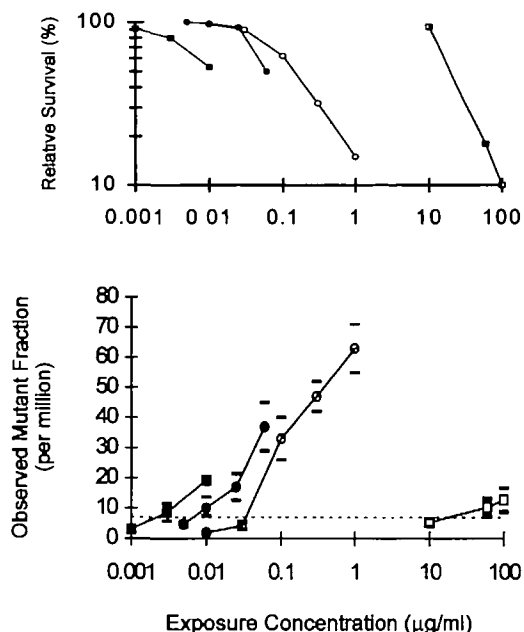 Relative Survival (%)
100
10
0.001 0 01 0.1 1 10 100
Observed Mutant Fraction
(per million)
80
70
60
50
40
30
20
10
0
0.001 0.01 0.1 1 10 100
Exposure Concentration (µg/ml)